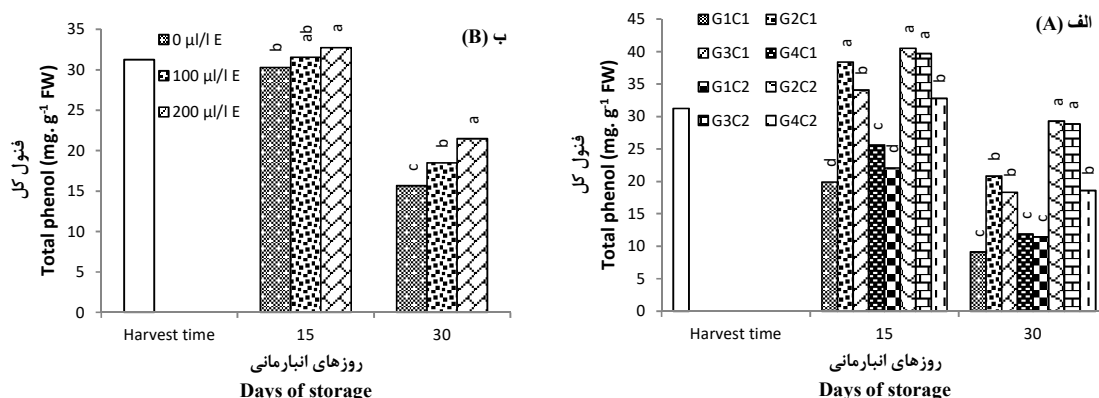 (B) ب
0 µl/l E
100 µl/l E
200 µl/l E
35
30
25
20
15
10
5
0
فنول کل
Total phenol (mg. g⁻¹ FW)
b
ab
a
c
b
a
Harvest time
15
30
روزهای انبارمانی
Days of storage
(A) الف
G1C1
G2C1
G3C1
G4C1
G1C2
G2C2
G3C2
G4C2
45
40
35
30
25
20
15
10
5
0
فنول کل
Total phenol (mg. g⁻¹ FW)
d
a
b
c
d
a
a
b
c
b
b
c
c
a
a
b
Harvest time
15
30
روزهای انبارمانی
Days of storage